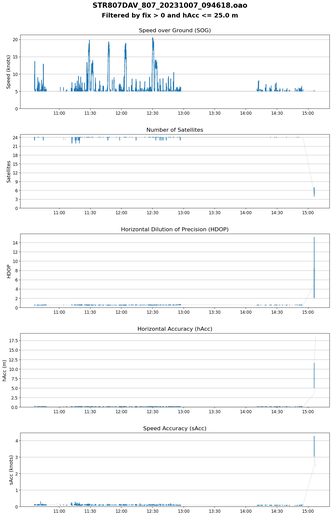 STR807DAV_807_20231007_094618.oao
Filtered by fix > 0 and hAcc <= 25.0 m
Speed over Ground (SOG)
Speed (knots)
20
15
10
5
0
11:00 11:30 12:00 12:30 13:00 13:30 14:00 14:30 15:00
Number of Satellites
Satellites
24
21
18
15
12
9
6
3
0
11:00 11:30 12:00 12:30 13:00 13:30 14:00 14:30 15:00
Horizontal Dilution of Precision (HDOP)
HDOP
14
12
10
8
6
4
2
0
11:00 11:30 12:00 12:30 13:00 13:30 14:00 14:30 15:00
Horizontal Accuracy (hAcc)
hAcc (m)
17.5
15.0
12.5
10.0
7.5
5.0
2.5
0.0
11:00 11:30 12:00 12:30 13:00 13:30 14:00 14:30 15:00
Speed Accuracy (sAcc)
sAcc (knots)
4
3
2
1
0
11:00 11:30 12:00 12:30 13:00 13:30 14:00 14:30 15:00